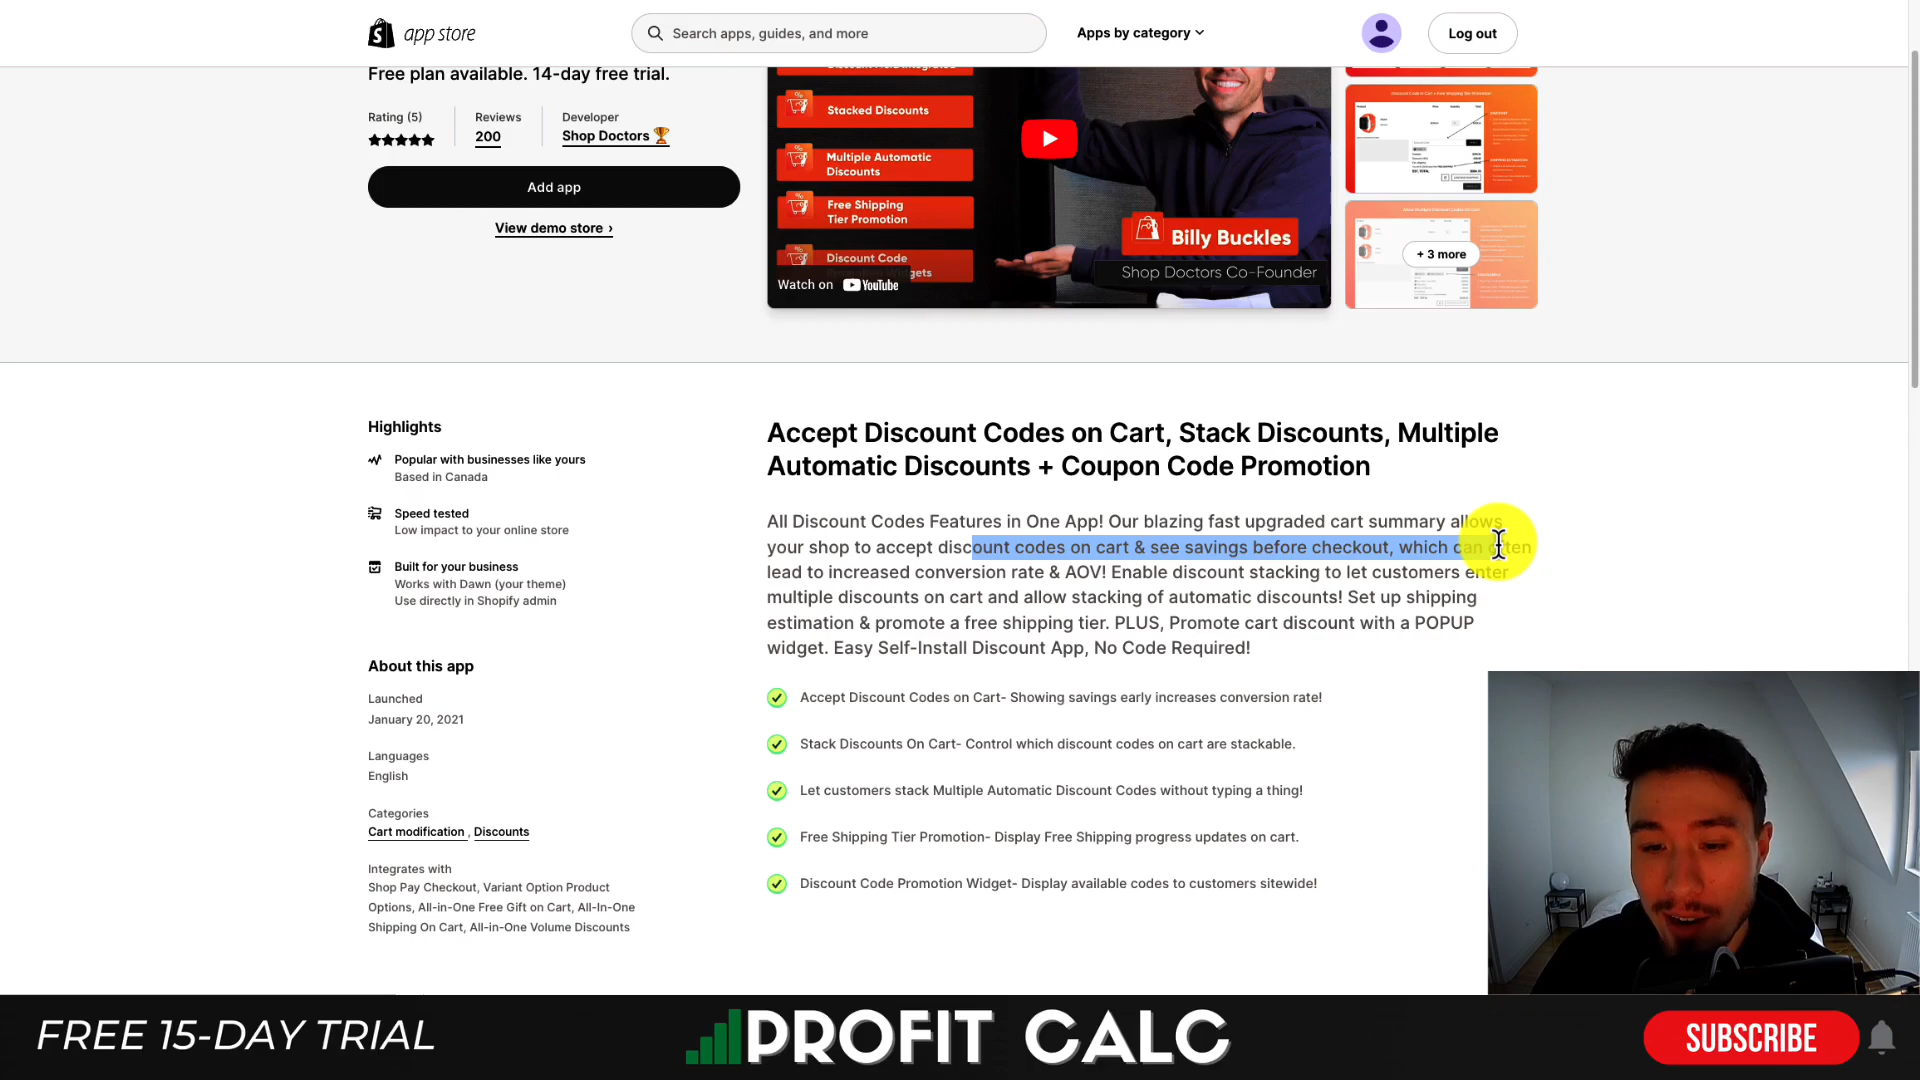 app store
Search apps, guides, and more
Apps by category
Log out
Free plan available. 14-day free trial.
Rating (5)
Reviews
200
Developer
Shop Doctors
Add app
View demo store ›
Stacked Discounts
Multiple Automatic
Discounts
Free Shipping
Tier Promotion
Discount Code
Watch on YouTube
Billy Buckles
Shop Doctors Co-Founder
+ 3 more
Highlights
Popular with businesses like yours
Based in Canada
Speed tested
Low impact to your online store
Built for your business
Works with Dawn (your theme)
Use directly in Shopify admin
About this app
Launched
January 20, 2021
Languages
English
Categories
Cart modification , Discounts
Integrates with
Shop Pay Checkout, Variant Option Product
Options, All-in-One Free Gift on Cart, All-In-One
Shipping On Cart, All-in-One Volume Discounts
Accept Discount Codes on Cart, Stack Discounts, Multiple
Automatic Discounts + Coupon Code Promotion
All Discount Codes Features in One App! Our blazing fast upgraded cart summary allows
your shop to accept discount codes on cart & see savings before checkout, which can often
lead to increased conversion rate & AOV! Enable discount stacking to let customers enter
multiple discounts on cart and allow stacking of automatic discounts! Set up shipping
estimation & promote a free shipping tier. PLUS, Promote cart discount with a POPUP
widget. Easy Self-Install Discount App, No Code Required!
Accept Discount Codes on Cart- Showing savings early increases conversion rate!
Stack Discounts On Cart- Control which discount codes on cart are stackable.
Let customers stack Multiple Automatic Discount Codes without typing a thing!
Free Shipping Tier Promotion- Display Free Shipping progress updates on cart.
Discount Code Promotion Widget- Display available codes to customers sitewide!
FREE 15-DAY TRIAL
PROFIT CALC
SUBSCRIBE